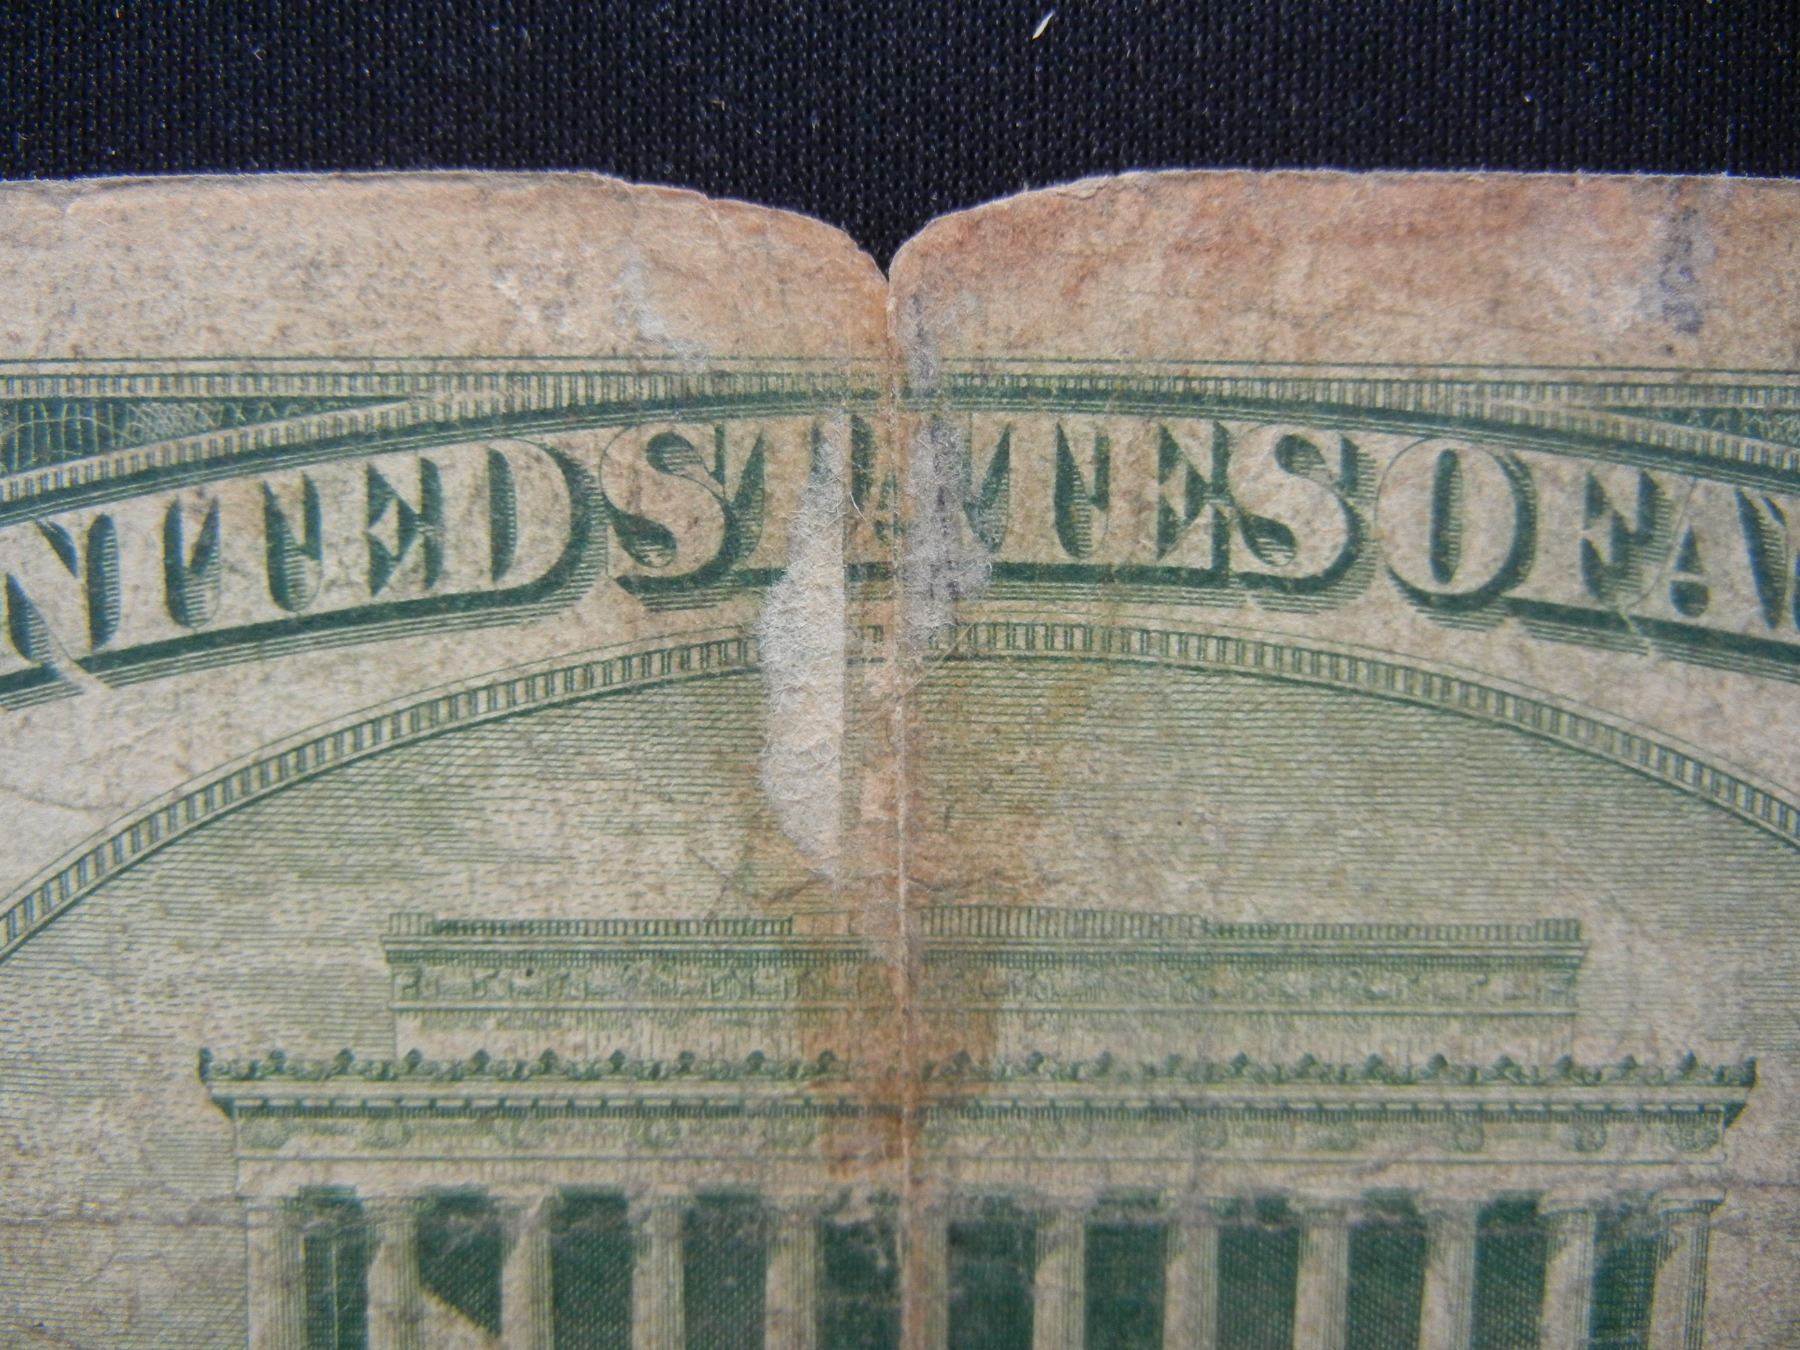 NITED STATES OF A